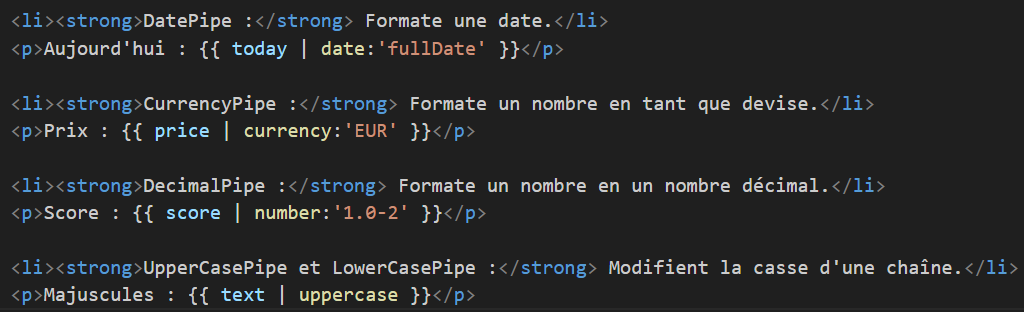 <li><strong>DatePipe :</strong> Formate une date.</li>
<p>Aujourd'hui : {{ today | date:'fullDate' }}</p>
<li><strong>CurrencyPipe :</strong> Formate un nombre en tant que devise.</li>
<p>Prix : {{ price | currency:'EUR' }}</p>
<li><strong>DecimalPipe :</strong> Formate un nombre en un nombre décimal.</li>
<p>Score : {{ score | number:'1.0-2' }}</p>
<li><strong>UpperCasePipe et LowerCasePipe :</strong> Modifient la casse d'une chaîne.</li>
<p>Majuscules : {{ text | uppercase }}</p>